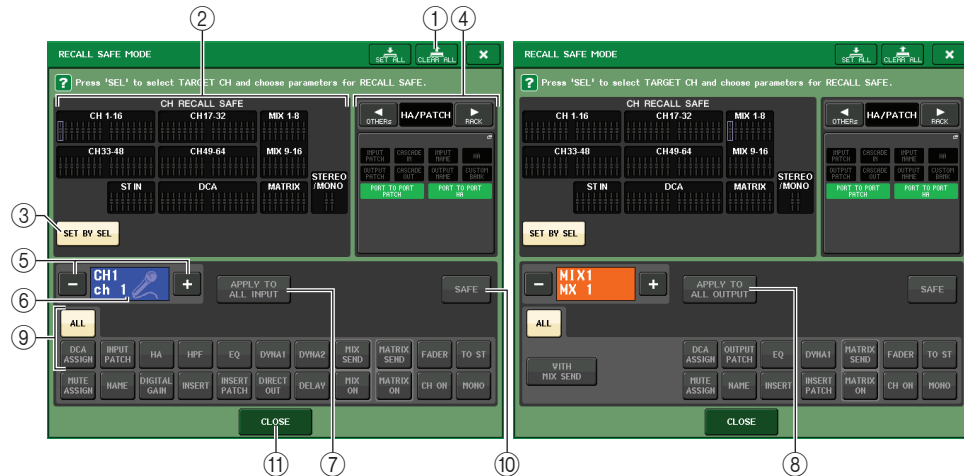 ② ① ④
RECALL SAFE MODE SET ALL CLEAR ALL ×
? Press 'SEL' to select TARGET CH and choose parameters for RECALL SAFE.
CH RECALL SAFE
CH 1-16 CH17-32 MIX 1-8
CH33-48 CH49-64 MIX 9-16
ST IN DCA MATRIX STEREO
/MONO
OTHERS HA/PATCH RACK
INPUT PATCH CASCADE IN INPUT NAME HA
OUTPUT PATCH CASCADE OUT OUTPUT NAME CUSTOM BANK
PORT TO PORT PATCH PORT TO PORT HA
③ SET BY SEL
⑤ − CH1 +
⑥ ch 1
APPLY TO
ALL INPUT
SAFE
⑨ ALL
DCA ASSIGN INPUT PATCH HA HPF EQ DYNA1 DYNA2 MIX SEND MATRIX SEND FADER TO ST
MUTE ASSIGN NAME DIGITAL GAIN INSERT INSERT PATCH DIRECT OUT DELAY MIX ON MATRIX ON CH ON MONO
CLOSE
⑪ ⑦ ⑩
RECALL SAFE MODE SET ALL CLEAR ALL ×
? Press 'SEL' to select TARGET CH and choose parameters for RECALL SAFE.
CH RECALL SAFE
CH 1-16 CH17-32 MIX 1-8
CH33-48 CH49-64 MIX 9-16
ST IN DCA MATRIX STEREO
/MONO
OTHERS HA/PATCH RACK
INPUT PATCH CASCADE IN INPUT NAME HA
OUTPUT PATCH CASCADE OUT OUTPUT NAME CUSTOM BANK
PORT TO PORT PATCH PORT TO PORT HA
SET BY SEL
− MIX1 +
MX 1
APPLY TO
ALL OUTPUT
SAFE
ALL
WITH
MIX SEND
DCA ASSIGN OUTPUT PATCH EQ DYNA1 MATRIX SEND FADER TO ST
MUTE ASSIGN NAME INSERT INSERT PATCH MATRIX ON CH ON MONO
CLOSE
⑧